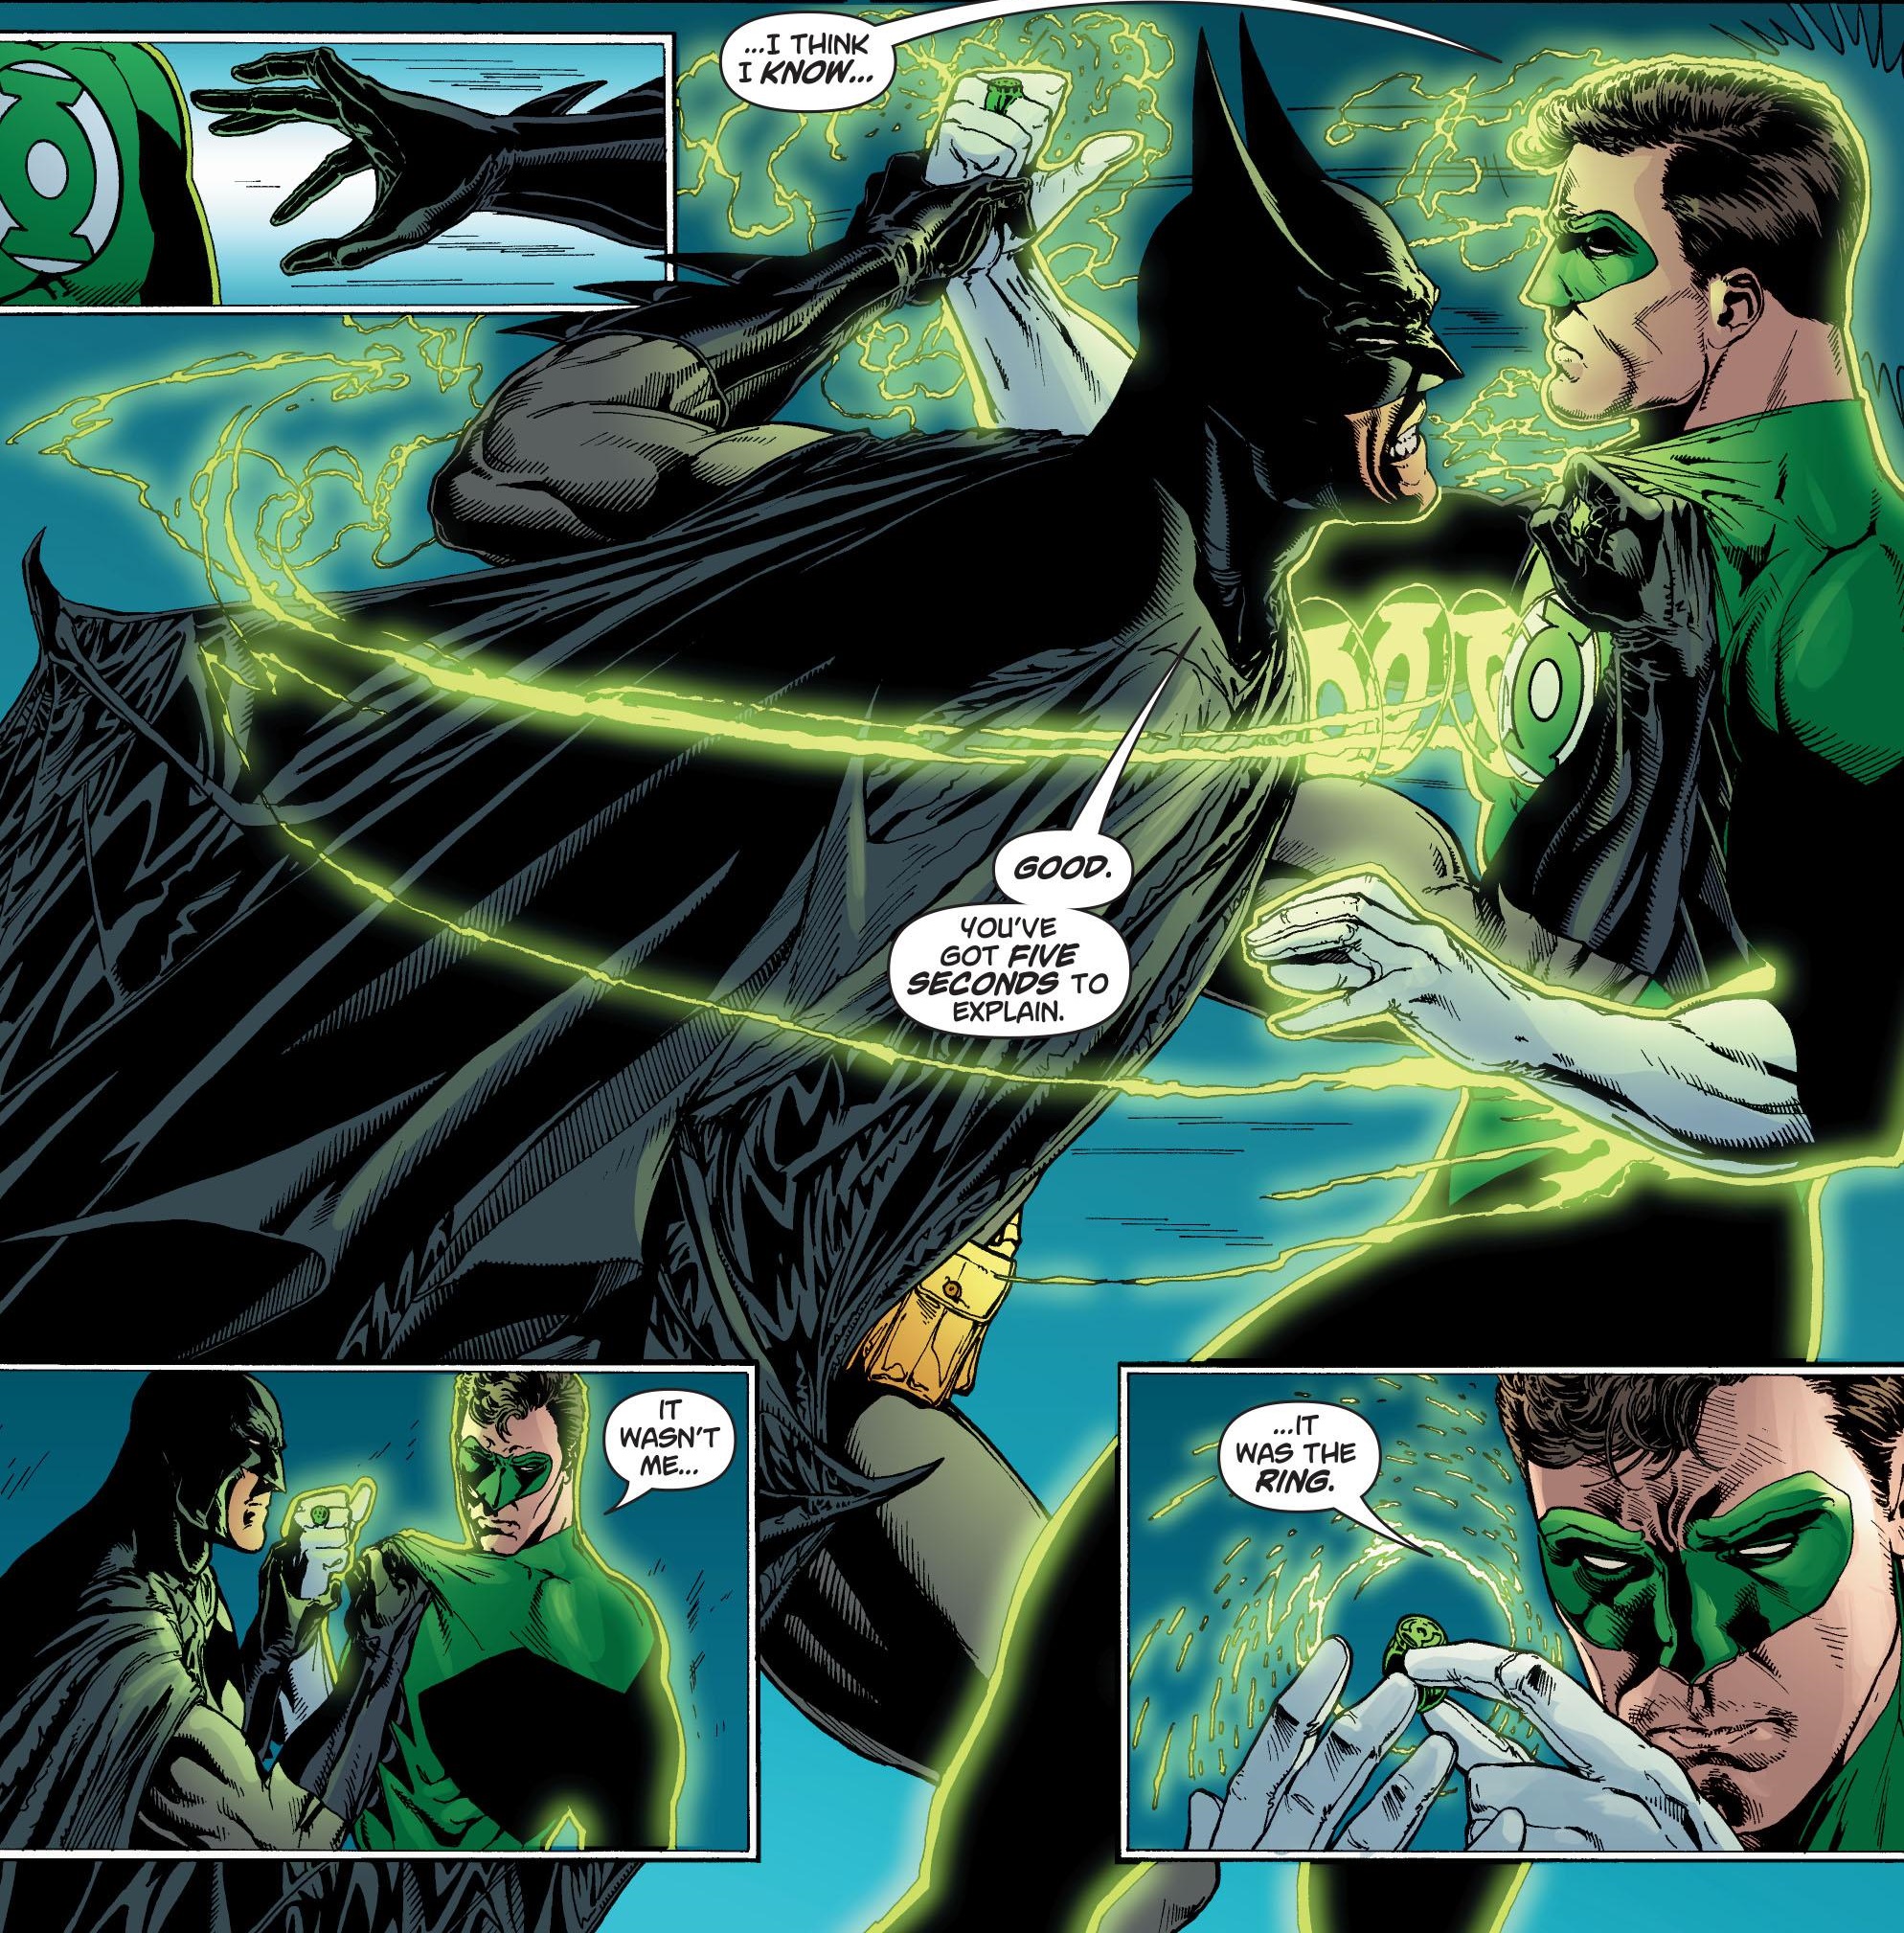 ...I THINK
I KNOW...
GOOD.
YOU'VE
GOT FIVE
SECONDS TO
EXPLAIN.
IT
WASN'T
ME...
...IT
WAS THE
RING.